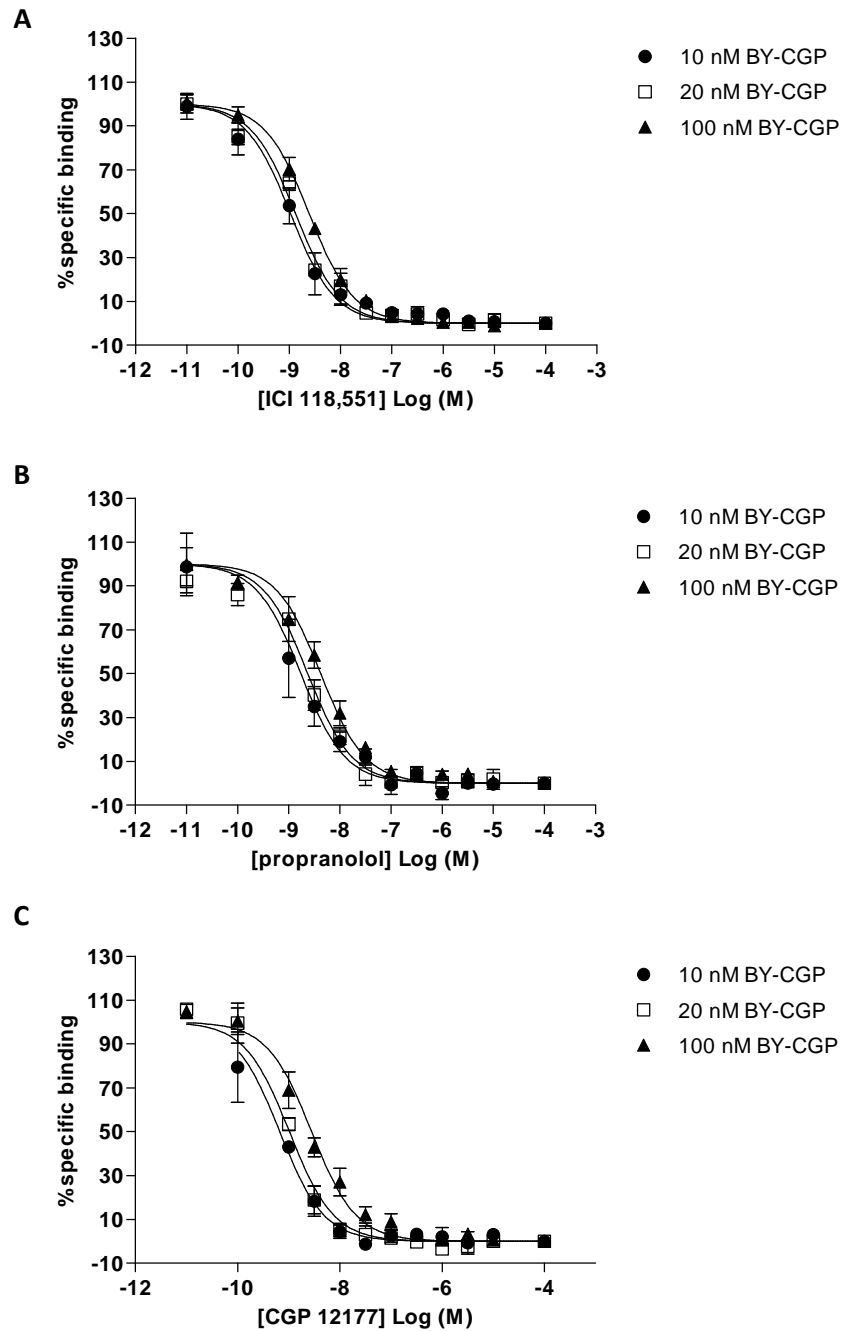 A
130
110
90
70
50
30
10
-10
%specific binding
-12 -11 -10 -9 -8 -7 -6 -5 -4 -3
[ICI 118,551] Log (M)
10 nM BY-CGP
20 nM BY-CGP
100 nM BY-CGP
B
130
110
90
70
50
30
10
-10
%specific binding
-12 -11 -10 -9 -8 -7 -6 -5 -4 -3
[propranolol] Log (M)
10 nM BY-CGP
20 nM BY-CGP
100 nM BY-CGP
C
130
110
90
70
50
30
10
-10
%specific binding
-12 -10 -8 -6 -4
[CGP 12177] Log (M)
10 nM BY-CGP
20 nM BY-CGP
100 nM BY-CGP